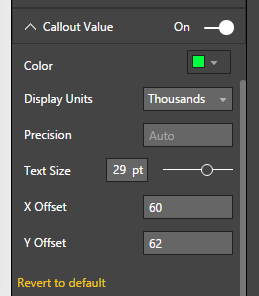 Callout Value On
Color
Display Units Thousands
Precision Auto
Text Size 29 pt
X Offset 60
Y Offset 62
Revert to default